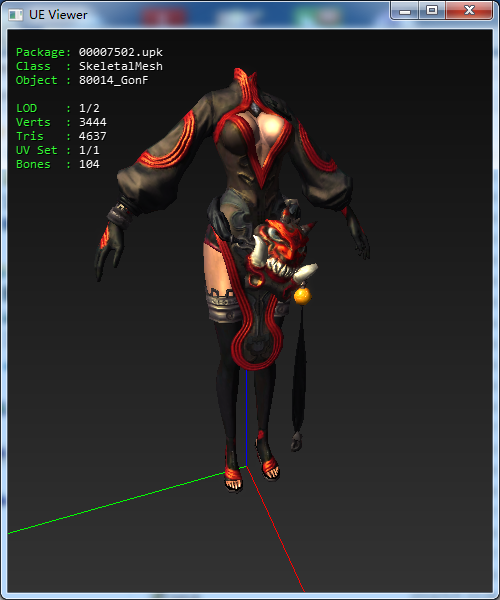 UE Viewer
Package: 00007502.upk
Class : SkeletalMesh
Object : 80014_GonF
LOD : 1/2
Verts : 3444
Tris : 4637
UV Set : 1/1
Bones : 104